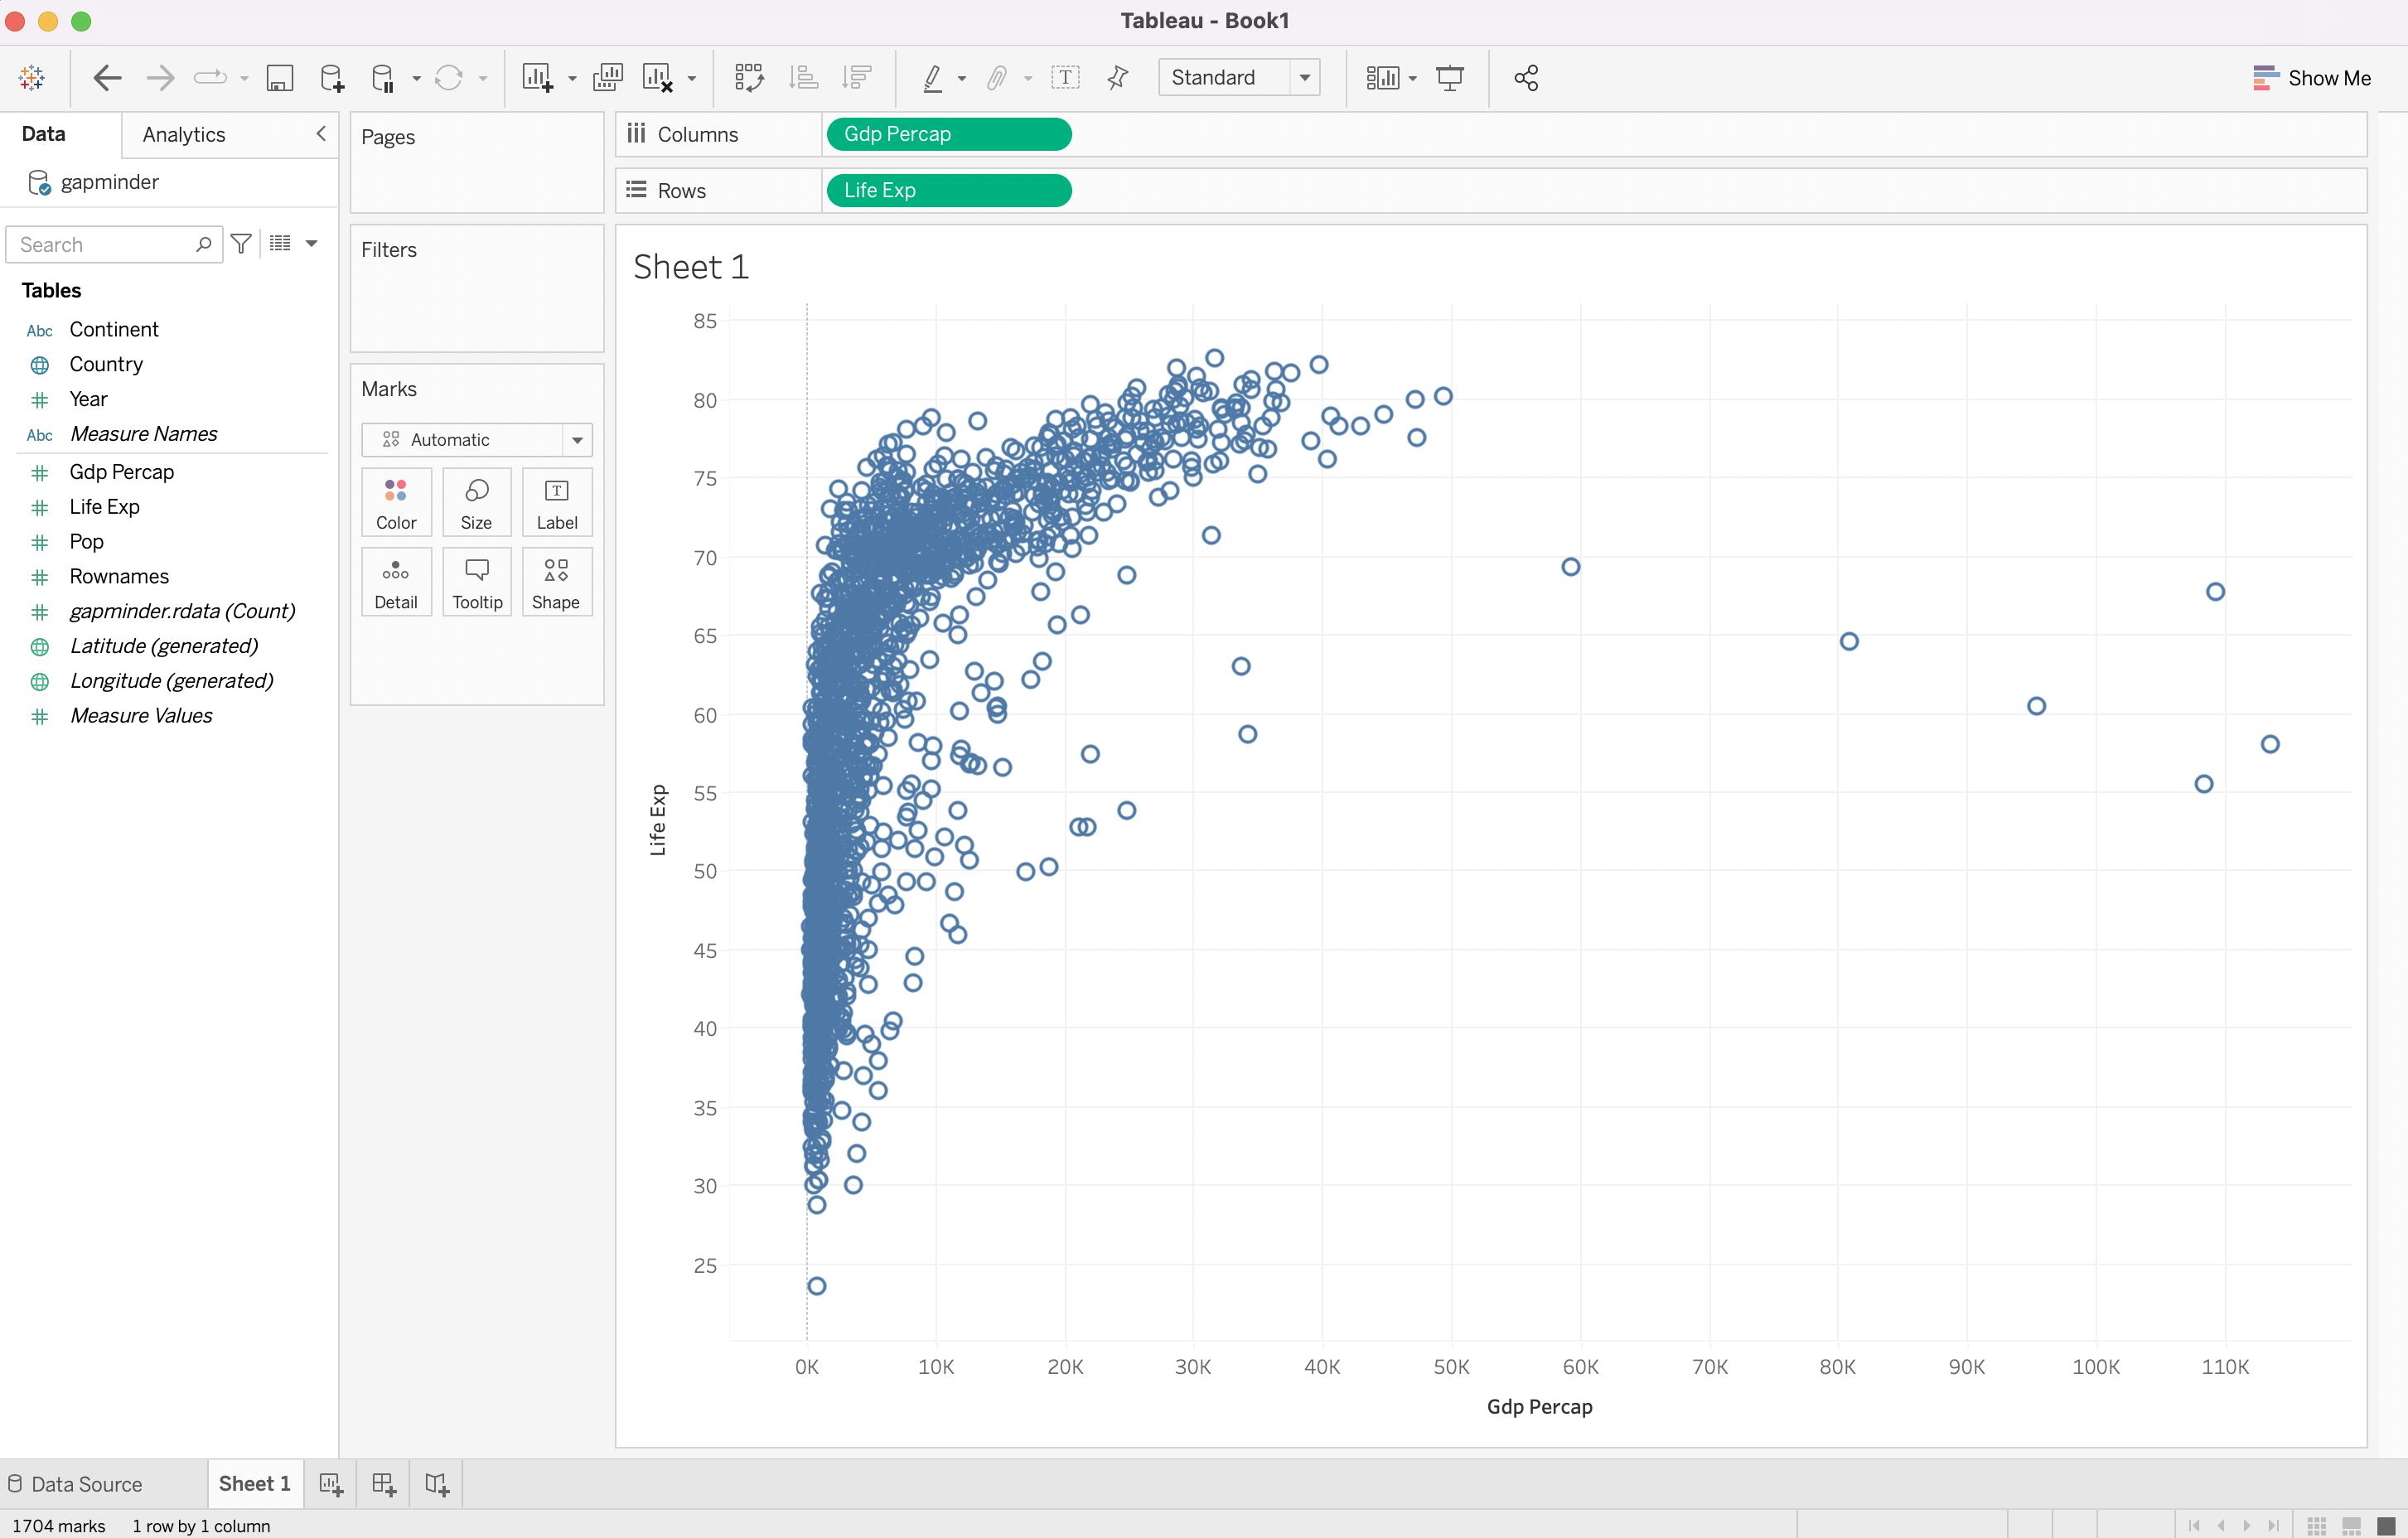 Tableau - Book1
Standard
Show Me
Data
Analytics
gapminder
Search
Tables
Abc Continent
Country
Year
Abc Measure Names
Gdp Percap
Life Exp
Pop
Rownames
gapminder.rdata (Count)
Latitude (generated)
Longitude (generated)
Measure Values
Pages
Filters
Marks
Automatic
Color
Size
T
Label
Detail
Tooltip
Shape
Columns
Gdp Percap
Rows
Life Exp
Sheet 1
85
80
75
70
65
60
55
50
45
40
35
30
25
Life Exp
0K 10K 20K 30K 40K 50K 60K 70K 80K 90K 100K 110K
Gdp Percap
Data Source
Sheet 1
1704 marks 1 row by 1 column